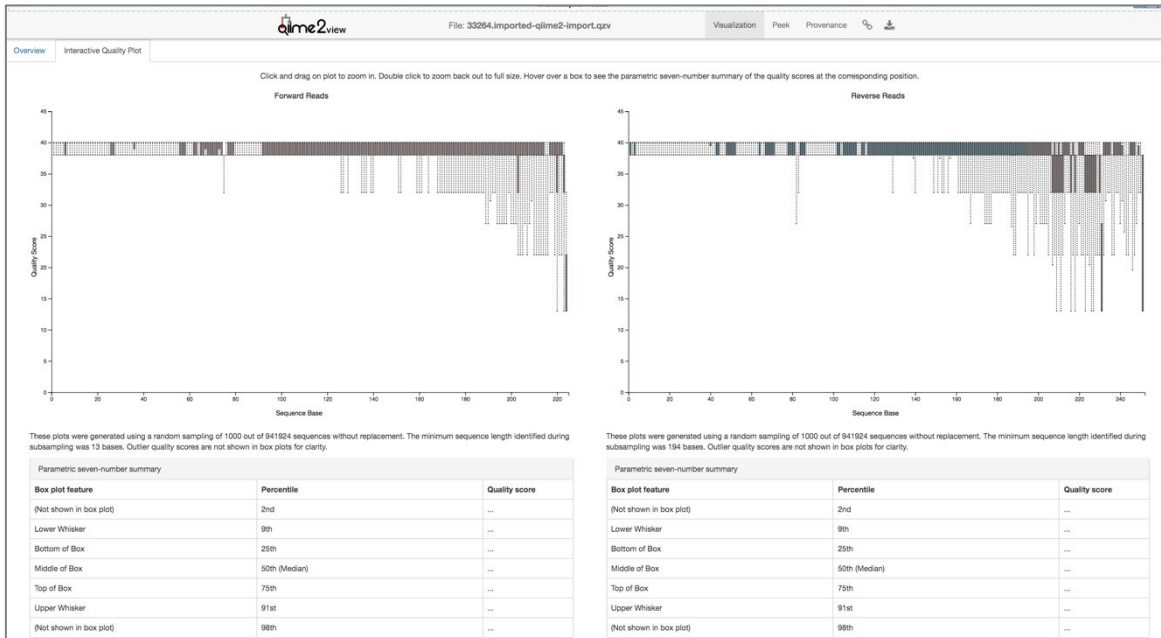 qiime2view
File: 33264.imported-qiime2-import.qzv
Visualization Peek Provenance
Overview Interactive Quality Plot
Click and drag on plot to zoom in. Double click to zoom back out to full size. Hover over a box to see the parametric seven-number summary of the quality scores at the corresponding position.
Forward Reads
45
40
35
30
25
20
15
10
5
0
Quality Score
0 20 40 60 80 100 120 140 160 180 200 220
Sequence Base
Reverse Reads
45
40
35
30
25
20
15
10
5
0
Quality Score
0 20 40 60 80 100 120 140 160 180 200 220 240
Sequence Base
These plots were generated using a random sampling of 1000 out of 941924 sequences without replacement. The minimum sequence length identified during
subsampling was 13 bases. Outlier quality scores are not shown in box plots for clarity.
Parametric seven-number summary
Box plot feature Percentile Quality score
(Not shown in box plot) 2nd ...
Lower Whisker 9th ...
Bottom of Box 25th ...
Middle of Box 50th (Median) ...
Top of Box 75th ...
Upper Whisker 91st ...
(Not shown in box plot) 98th ...
These plots were generated using a random sampling of 1000 out of 941924 sequences without replacement. The minimum sequence length identified during
subsampling was 194 bases. Outlier quality scores are not shown in box plots for clarity.
Parametric seven-number summary
Box plot feature Percentile Quality score
(Not shown in box plot) 2nd ...
Lower Whisker 9th ...
Bottom of Box 25th ...
Middle of Box 50th (Median) ...
Top of Box 75th ...
Upper Whisker 91st ...
(Not shown in box plot) 98th ...